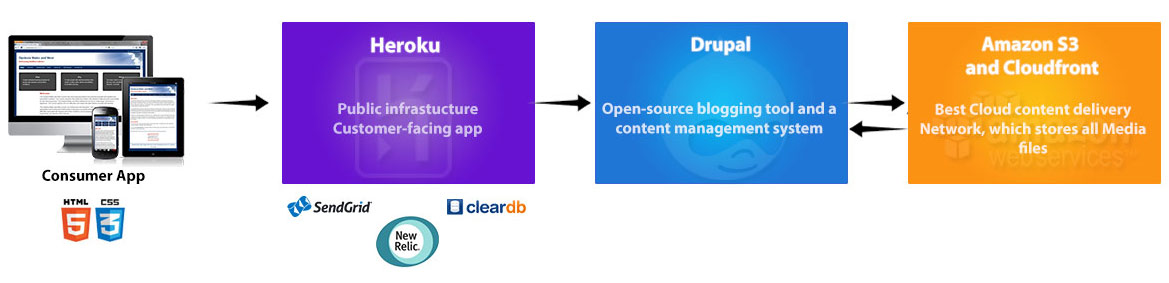 Consumer App
HTML CSS
5 3
Heroku
Public infrastucture
Customer-facing app
SendGrid
cleardb
New
Relic.
Drupal
Open-source blogging tool and a
content management system
Amazon S3
and Cloudfront
Best Cloud content delivery
Network, which stores all Media
files
webservices™